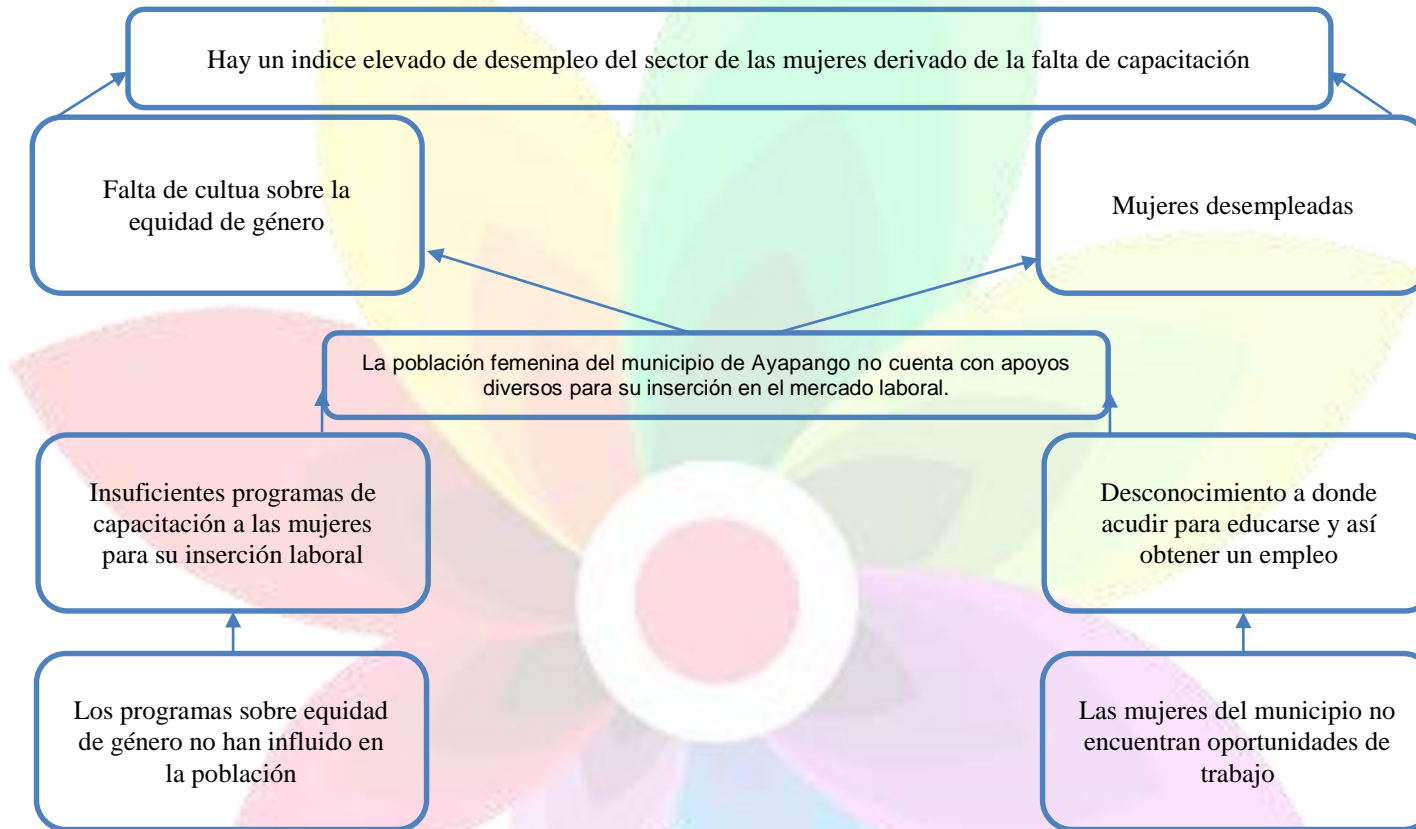 Hay un indice elevado de desempleo del sector de las mujeres derivado de la falta de capacitación
Falta de cultua sobre la
equidad de género
Mujeres desempleadas
La población femenina del municipio de Ayapango no cuenta con apoyos
diversos para su inserción en el mercado laboral.
Insuficientes programas de
capacitación a las mujeres
para su inserción laboral
Desconocimiento a donde
acudir para educarse y así
obtener un empleo
Los programas sobre equidad
de género no han influido en
la población
Las mujeres del municipio no
encuentran oportunidades de
trabajo